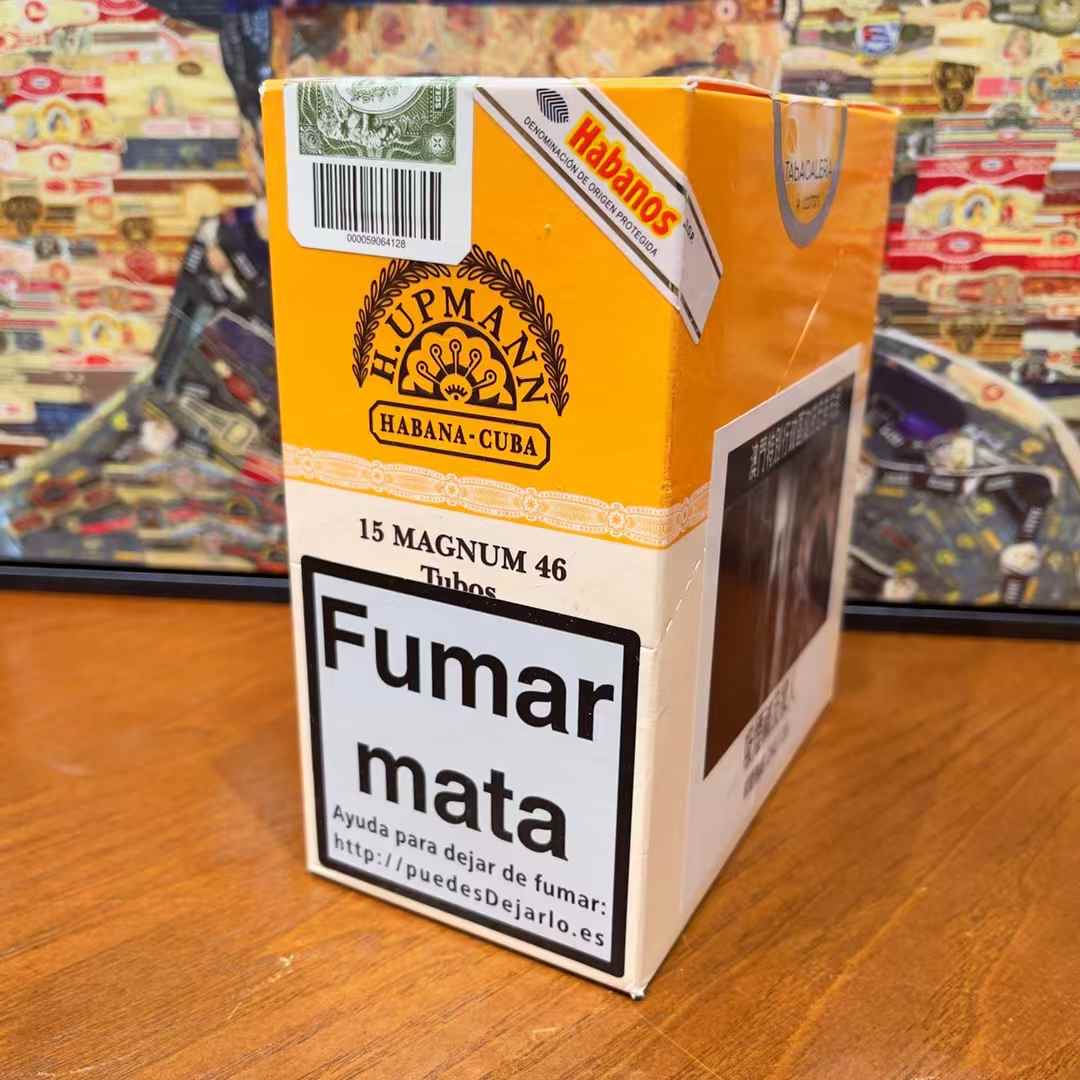 000059064128
Habanos
DENOMINACIÓN DE ORIGEN PROTEGIDA
TABACALERA
H. UPMANN
HABANA-CUBA
15 MAGNUM 46
Tubos
Fumar
mata
Ayuda para dejar de fumar:
http://puedesDejarlo.es